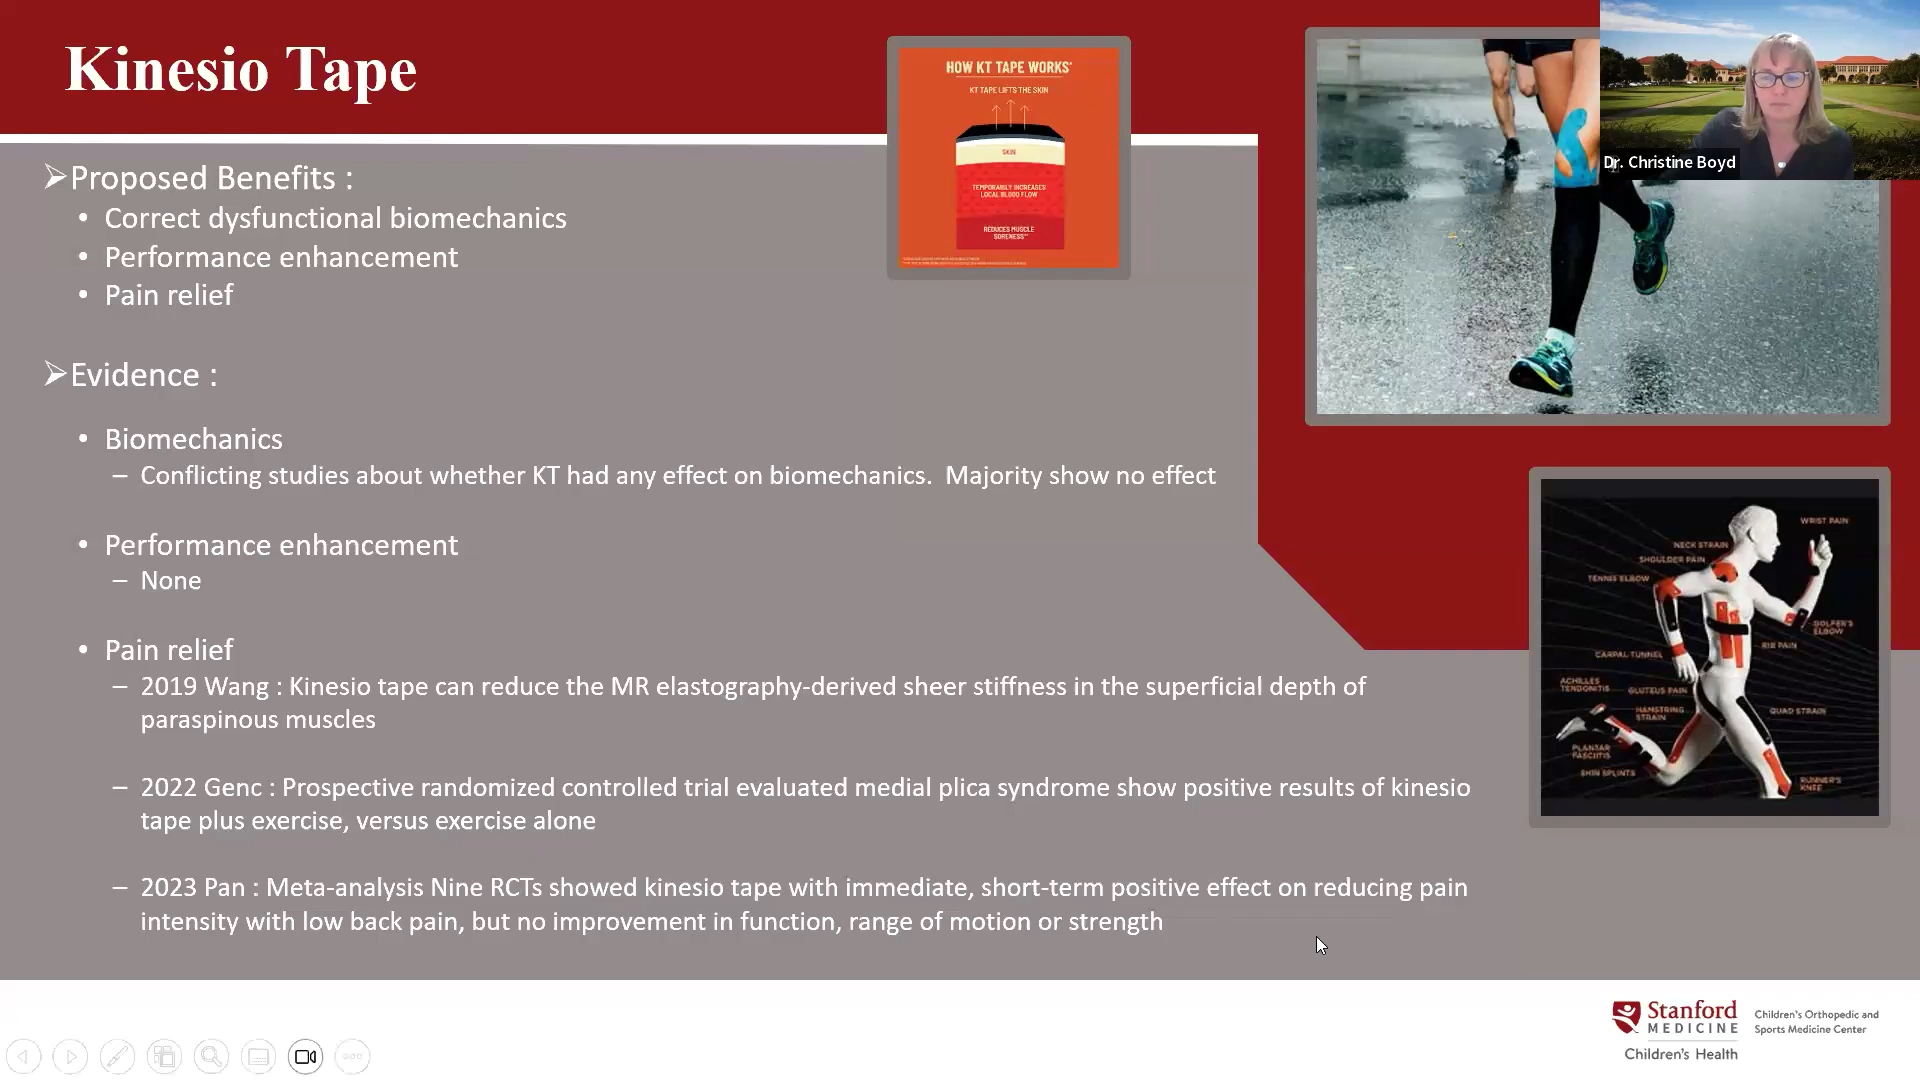 Kinesio Tape
HOW KT TAPE WORKS*
KT TAPE LIFTS THE SKIN
SKIN
TEMPORARILY INCREASES
LOCAL BLOOD FLOW
REDUCES MUSCLE
SORENESS**
Dr. Christine Boyd
➢Proposed Benefits :
• Correct dysfunctional biomechanics
• Performance enhancement
• Pain relief
➢Evidence :
• Biomechanics
– Conflicting studies about whether KT had any effect on biomechanics.  Majority show no effect
• Performance enhancement
– None
• Pain relief
– 2019 Wang : Kinesio tape can reduce the MR elastography-derived sheer stiffness in the superficial depth of
paraspinous muscles
– 2022 Genc : Prospective randomized controlled trial evaluated medial plica syndrome show positive results of kinesio
tape plus exercise, versus exercise alone
– 2023 Pan : Meta-analysis Nine RCTs showed kinesio tape with immediate, short-term positive effect on reducing pain
intensity with low back pain, but no improvement in function, range of motion or strength
WRIST PAIN
NECK STRAIN
SHOULDER PAIN
TENNIS ELBOW
GOLFER'S
ELBOW
RIB PAIN
CARPAL TUNNEL
ACHILLES
TENDONITIS
GLUTEUS PAIN
HAMSTRING
STRAIN
QUAD STRAIN
PLANTAR
FASCIITIS
SHIN SPLINTS
RUNNER'S
KNEE
Stanford
MEDICINE
Children's Health
Children's Orthopedic and
Sports Medicine Center